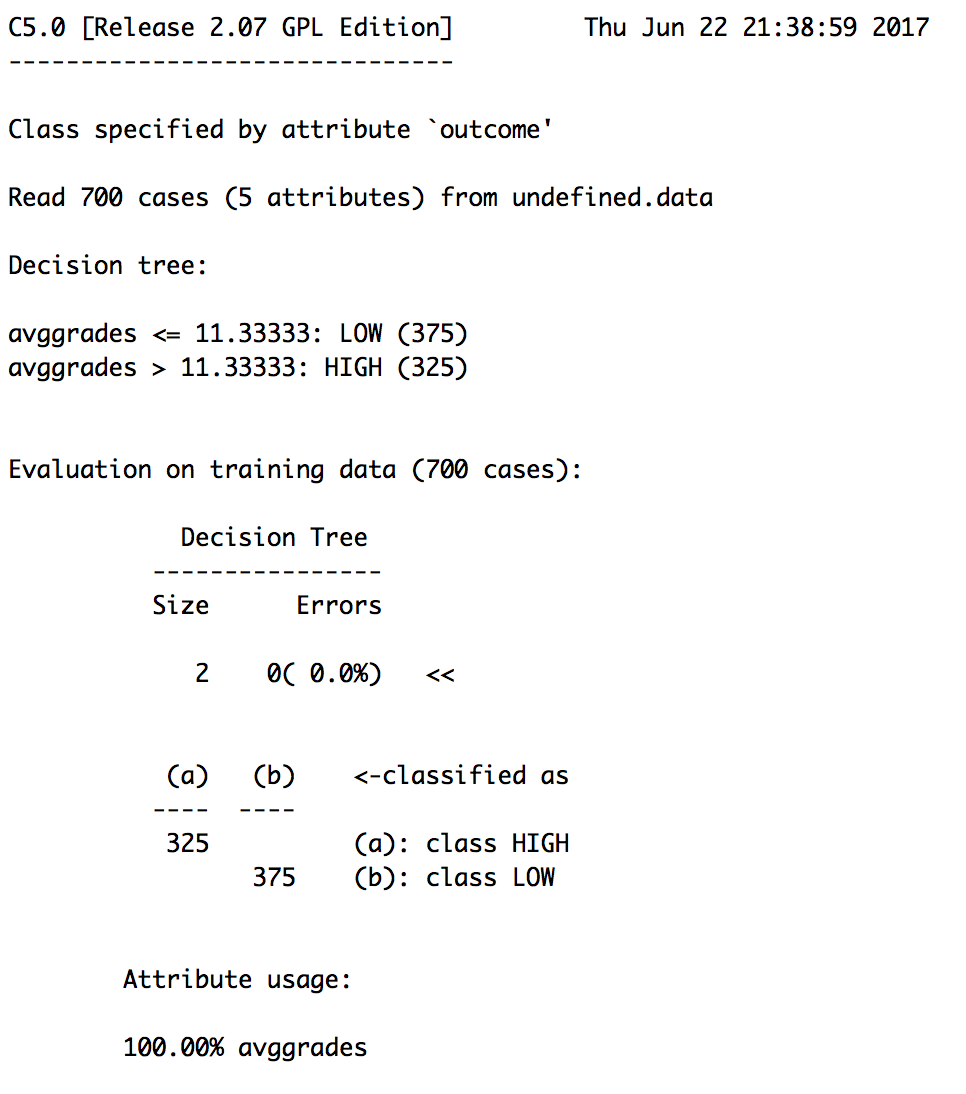 C5.0 [Release 2.07 GPL Edition]         Thu Jun 22 21:38:59 2017
-------------------------------
Class specified by attribute `outcome'
Read 700 cases (5 attributes) from undefined.data
Decision tree:
avggrades <= 11.33333: LOW (375)
avggrades > 11.33333: HIGH (325)
Evaluation on training data (700 cases):
            Decision Tree
          ----------------
          Size      Errors
             2    0( 0.0%)   <<
           (a)   (b)    <-classified as
          ----  ----
           325          (a): class HIGH
                 375    (b): class LOW
        Attribute usage:
        100.00% avggrades